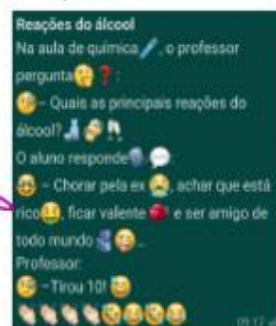 Reações do álcool
Na aula de química🧪, o professor
pergunta🤔❓:
🧐– Quais as principais reações do
álcool?
O aluno responde🗣💬:
🥴 – Chorar pela ex 😭, achar que está
rico🤑, ficar valente 🥊 e ser amigo de
todo mundo 🫂🥰...
Professor:
🧐 –Tirou 10! 😅
👏👏👏👏🤣😂🤣😂